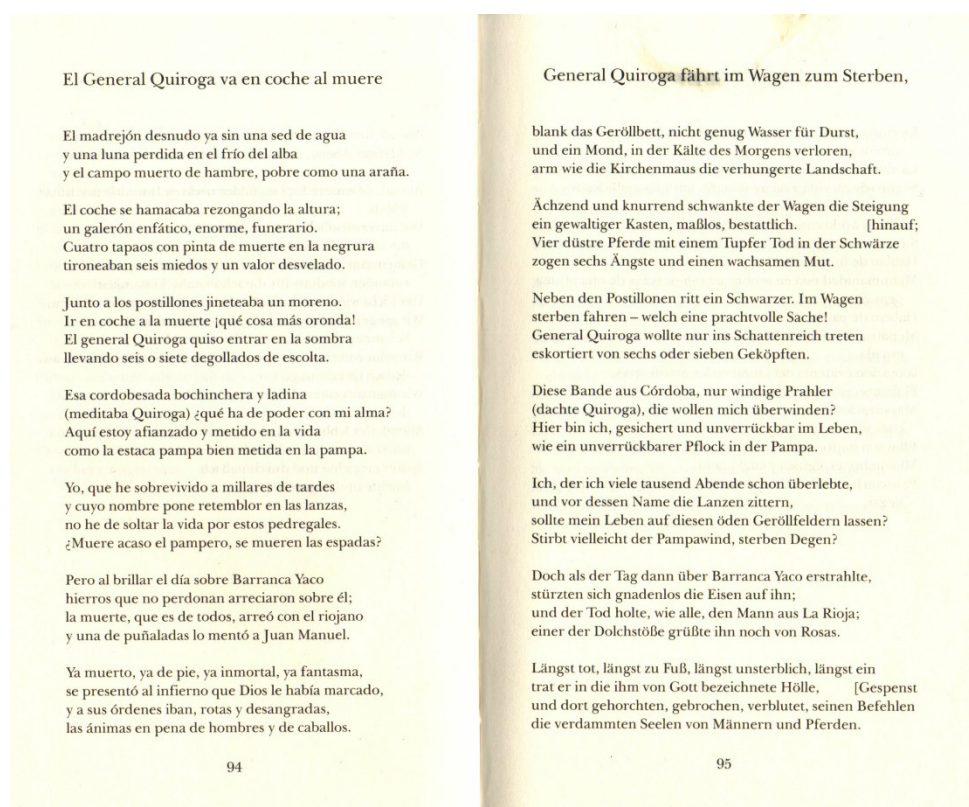 El General Quiroga va en coche al muere
El madrejón desnudo ya sin una sed de agua
y una luna perdida en el frío del alba
y el campo muerto de hambre, pobre como una araña.
El coche se hamacaba rezongando la altura;
un galerón enfático, enorme, funerario.
Cuatro tapaos con pinta de muerte en la negrura
tironeaban seis miedos y un valor desvelado.
Junto a los postillones jineteaba un moreno.
Ir en coche a la muerte ¡qué cosa más oronda!
El general Quiroga quiso entrar en la sombra
llevando seis o siete degollados de escolta.
Esa cordobesada bochinchera y ladina
(meditaba Quiroga) ¿qué ha de poder con mi alma?
Aquí estoy afianzado y metido en la vida
como la estaca pampa bien metida en la pampa.
Yo, que he sobrevivido a millares de tardes
y cuyo nombre pone retemblor en las lanzas,
no he de soltar la vida por estos pedregales.
¿Muere acaso el pampero, se mueren las espadas?
Pero al brillar el día sobre Barranca Yaco
hierros que no perdonan arreciaron sobre él;
la muerte, que es de todos, arreó con el riojano
y una de puñaladas lo mentó a Juan Manuel.
Ya muerto, ya de pie, ya inmortal, ya fantasma,
se presentó al infierno que Dios le había marcado,
y a sus órdenes iban, rotas y desangradas,
las ánimas en pena de hombres y de caballos.
94
General Quiroga fährt im Wagen zum Sterben,
blank das Geröllbett, nicht genug Wasser für Durst,
und ein Mond, in der Kälte des Morgens verloren,
arm wie die Kirchenmaus die verhungerte Landschaft.
Ächzend und knurrend schwankte der Wagen die Steigung
ein gewaltiger Kasten, maßlos, bestattlich. [hinauf;
Vier düstre Pferde mit einem Tupfer Tod in der Schwärze
zogen sechs Ängste und einen wachsamen Mut.
Neben den Postillonen ritt ein Schwarzer. Im Wagen
sterben fahren – welch eine prachtvolle Sache!
General Quiroga wollte nur ins Schattenreich treten
eskortiert von sechs oder sieben Geköpften.
Diese Bande aus Córdoba, nur windige Prahler
(dachte Quiroga), die wollen mich überwinden?
Hier bin ich, gesichert und unverrückbar im Leben,
wie ein unverrückbarer Pflock in der Pampa.
Ich, der ich viele tausend Abende schon überlebte,
und vor dessen Name die Lanzen zittern,
sollte mein Leben auf diesen öden Geröllfeldern lassen?
Stirbt vielleicht der Pampawind, sterben Degen?
Doch als der Tag dann über Barranca Yaco erstrahlte,
stürzten sich gnadenlos die Eisen auf ihn;
und der Tod holte, wie alle, den Mann aus La Rioja;
einer der Dolchstöße grüßte ihn noch von Rosas.
Längst tot, längst zu Fuß, längst unsterblich, längst ein
trat er in die ihm von Gott bezeichnete Hölle, [Gespenst
und dort gehorchten, gebrochen, verblutet, seinen Befehlen
die verdammten Seelen von Männern und Pferden.
95